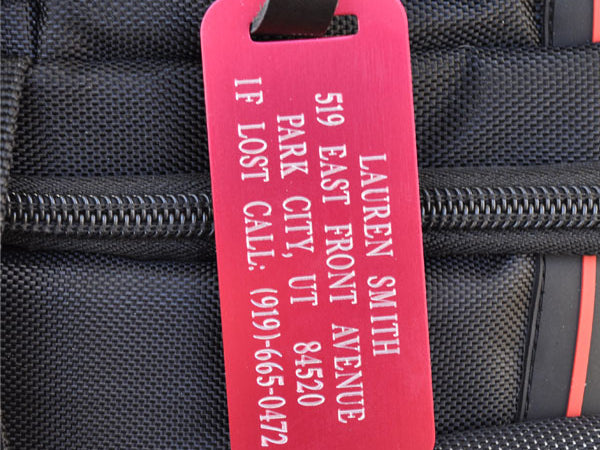 LAUREN SMITH
519 EAST FRONT AVENUE
PARK CITY, UT 84520
IF LOST CALL: (919)-665-0472